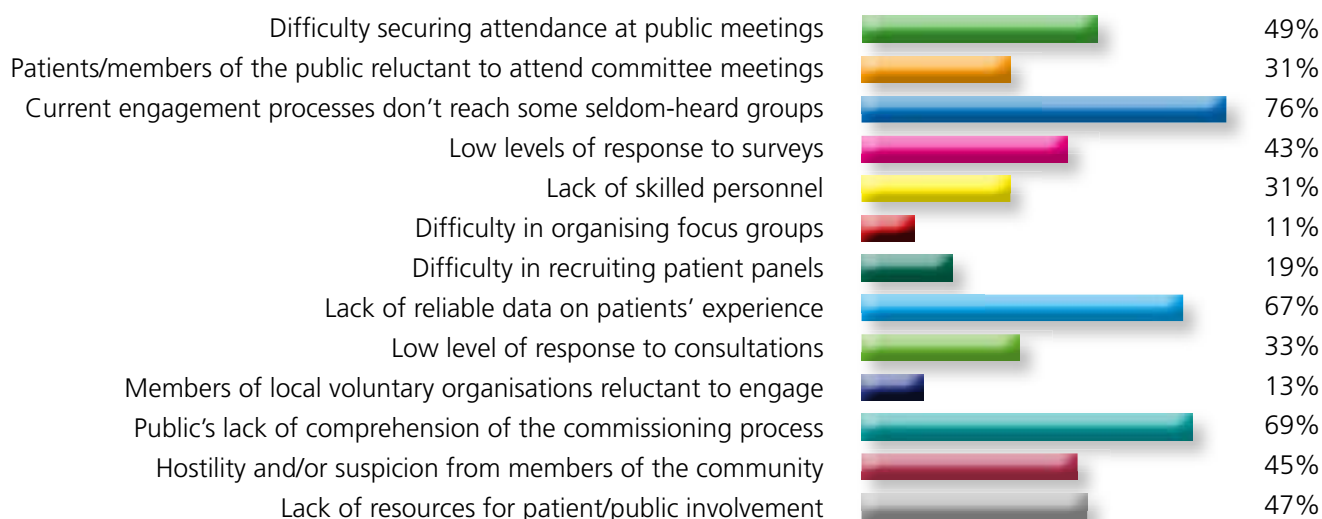 Difficulty securing attendance at public meetings 49%
Patients/members of the public reluctant to attend committee meetings 31%
Current engagement processes don’t reach some seldom-heard groups 76%
Low levels of response to surveys 43%
Lack of skilled personnel 31%
Difficulty in organising focus groups 11%
Difficulty in recruiting patient panels 19%
Lack of reliable data on patients’ experience 67%
Low level of response to consultations 33%
Members of local voluntary organisations reluctant to engage 13%
Public’s lack of comprehension of the commissioning process 69%
Hostility and/or suspicion from members of the community 45%
Lack of resources for patient/public involvement 47%